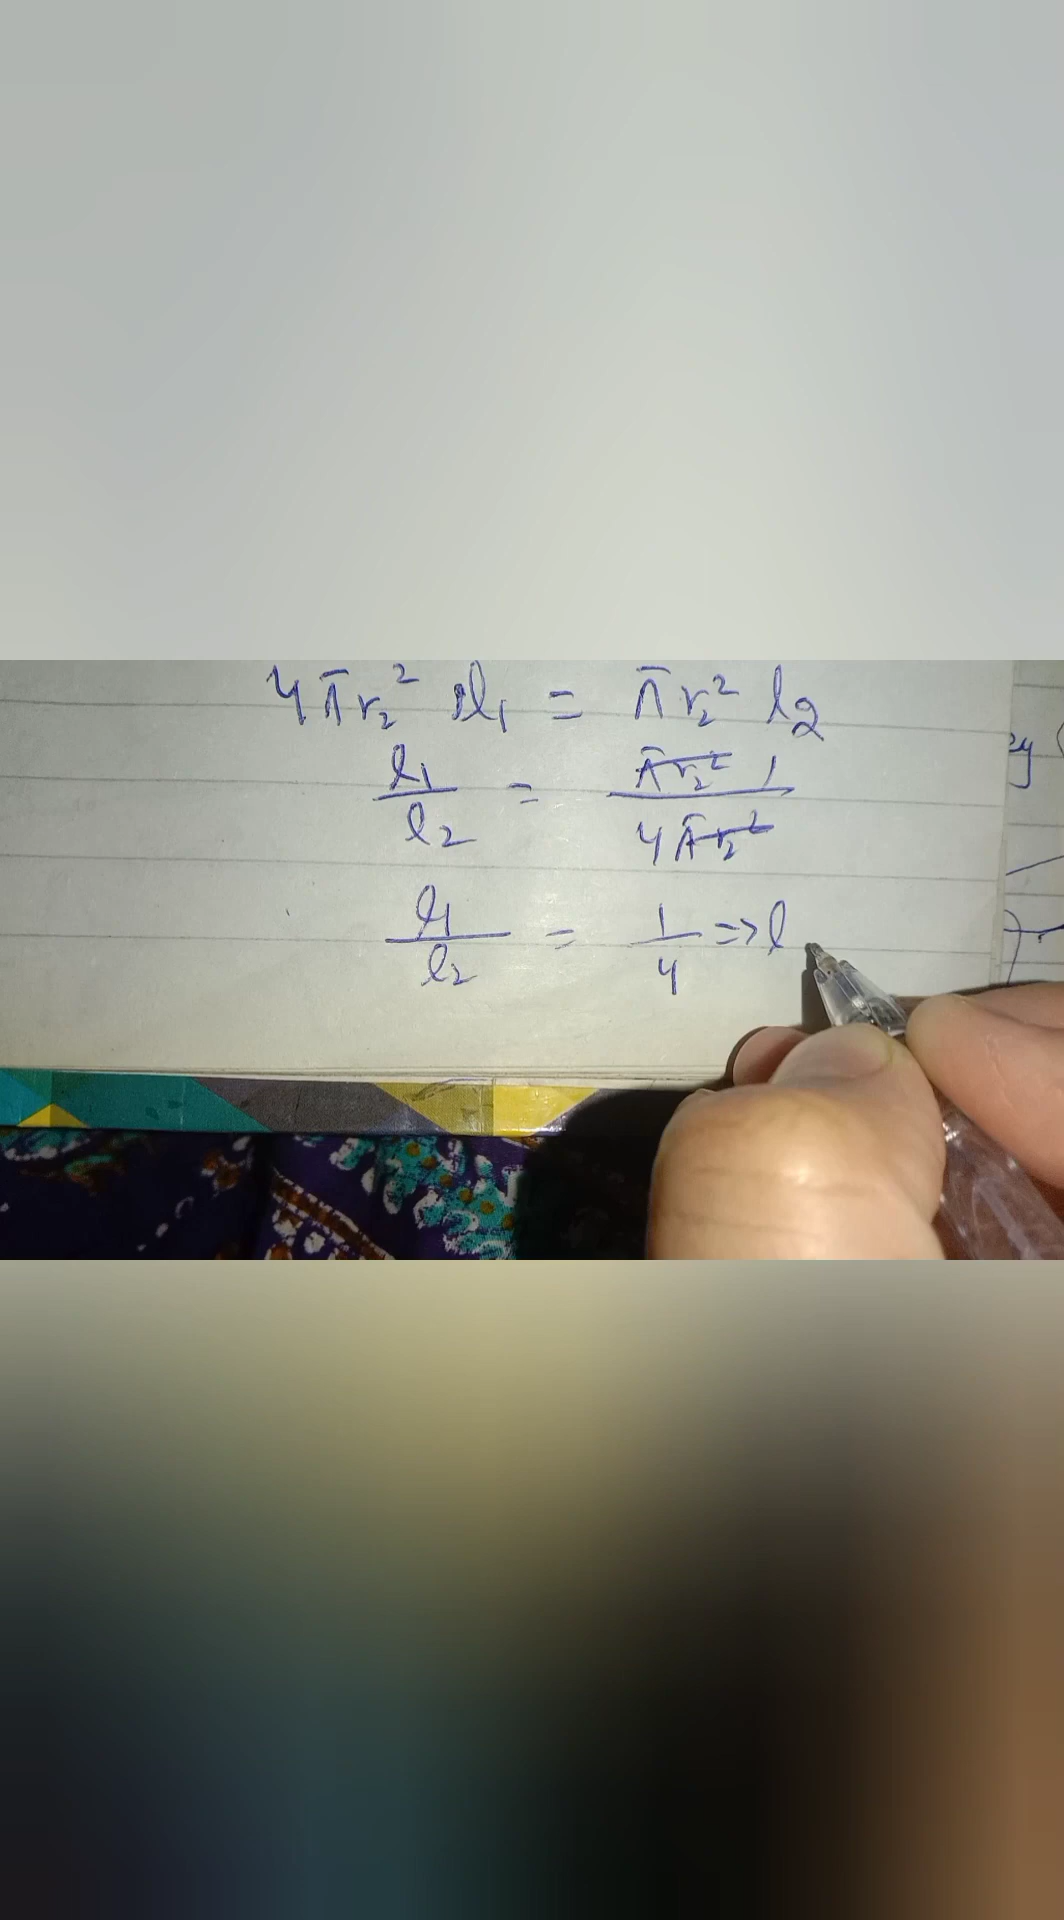 4πr₂² l₁ = πr₂² l₂
l₁/l₂ = πr₂² 1/4πr₂²
l₁/l₂ = 1/4 => l